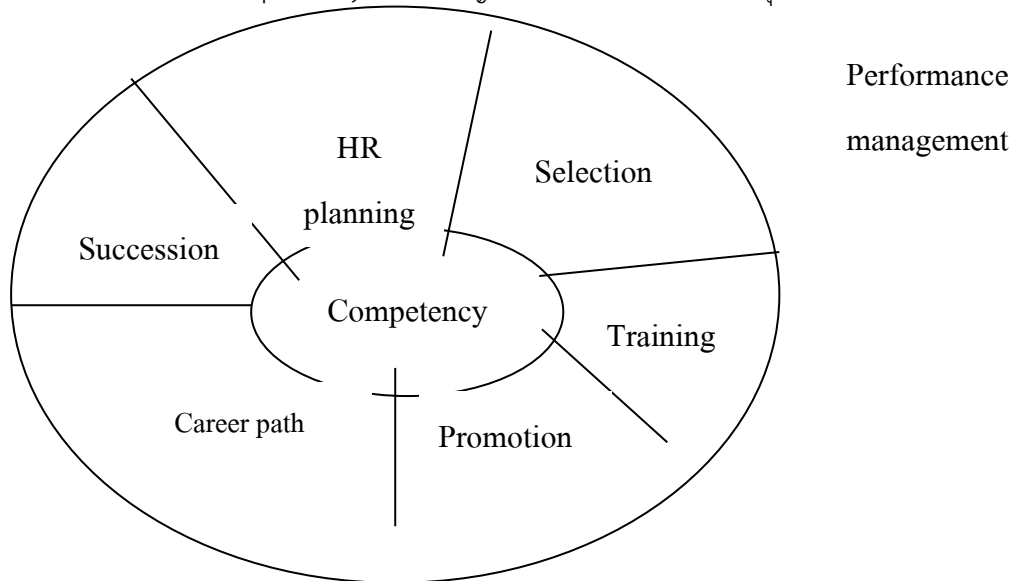 Performance
management
HR
planning
Selection
Succession
Competency
Training
Career path
Promotion